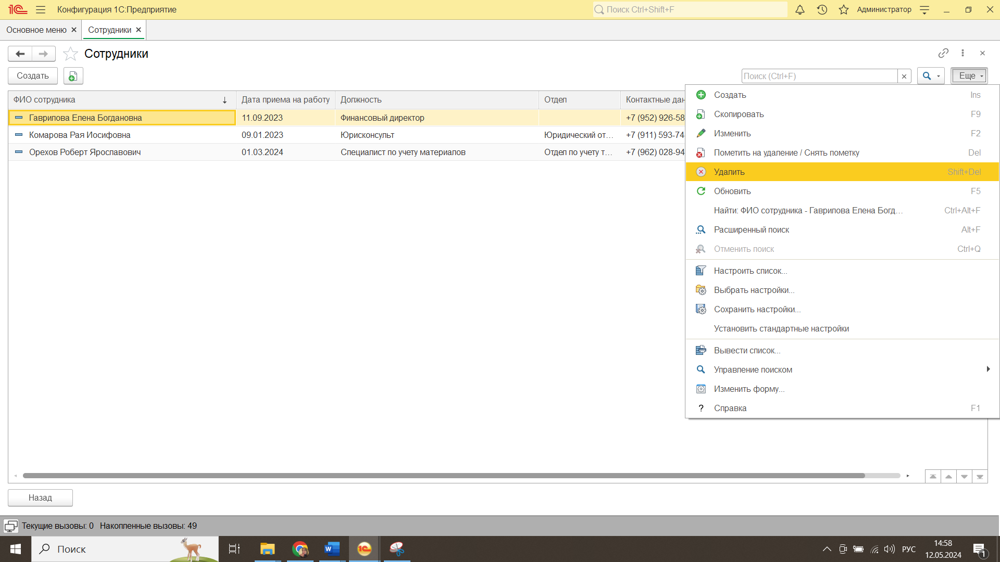 Конфигурация 1С:Предприятие
Поиск Ctrl+Shift+F
Администратор
Основное меню
Сотрудники
Сотрудники
Создать
Поиск (Ctrl+F)
Еще
ФИО сотрудника
Дата приема на работу
Должность
Отдел
Контактные дан
Гаврилова Елена Богдановна
11.09.2023
Финансовый директор
+7 (952) 926-58
Комарова Рая Иосифовна
09.01.2023
Юрисконсульт
Юридический от...
+7 (911) 593-74
Орехов Роберт Ярославович
01.03.2024
Специалист по учету материалов
Отдел по учету т...
+7 (962) 028-94
Создать Ins
Скопировать F9
Изменить F2
Пометить на удаление / Снять пометку Del
Удалить Shift+Del
Обновить F5
Найти: ФИО сотрудника - Гаврилова Елена Богд... Ctrl+Alt+F
Расширенный поиск Alt+F
Отменить поиск Ctrl+Q
Настроить список...
Выбрать настройки...
Сохранить настройки...
Установить стандартные настройки
Вывести список...
Управление поиском
Изменить форму...
? Справка F1
Назад
Текущие вызовы: 0 Накопленные вызовы: 49
Поиск
РУС
14:58
12.05.2024
1